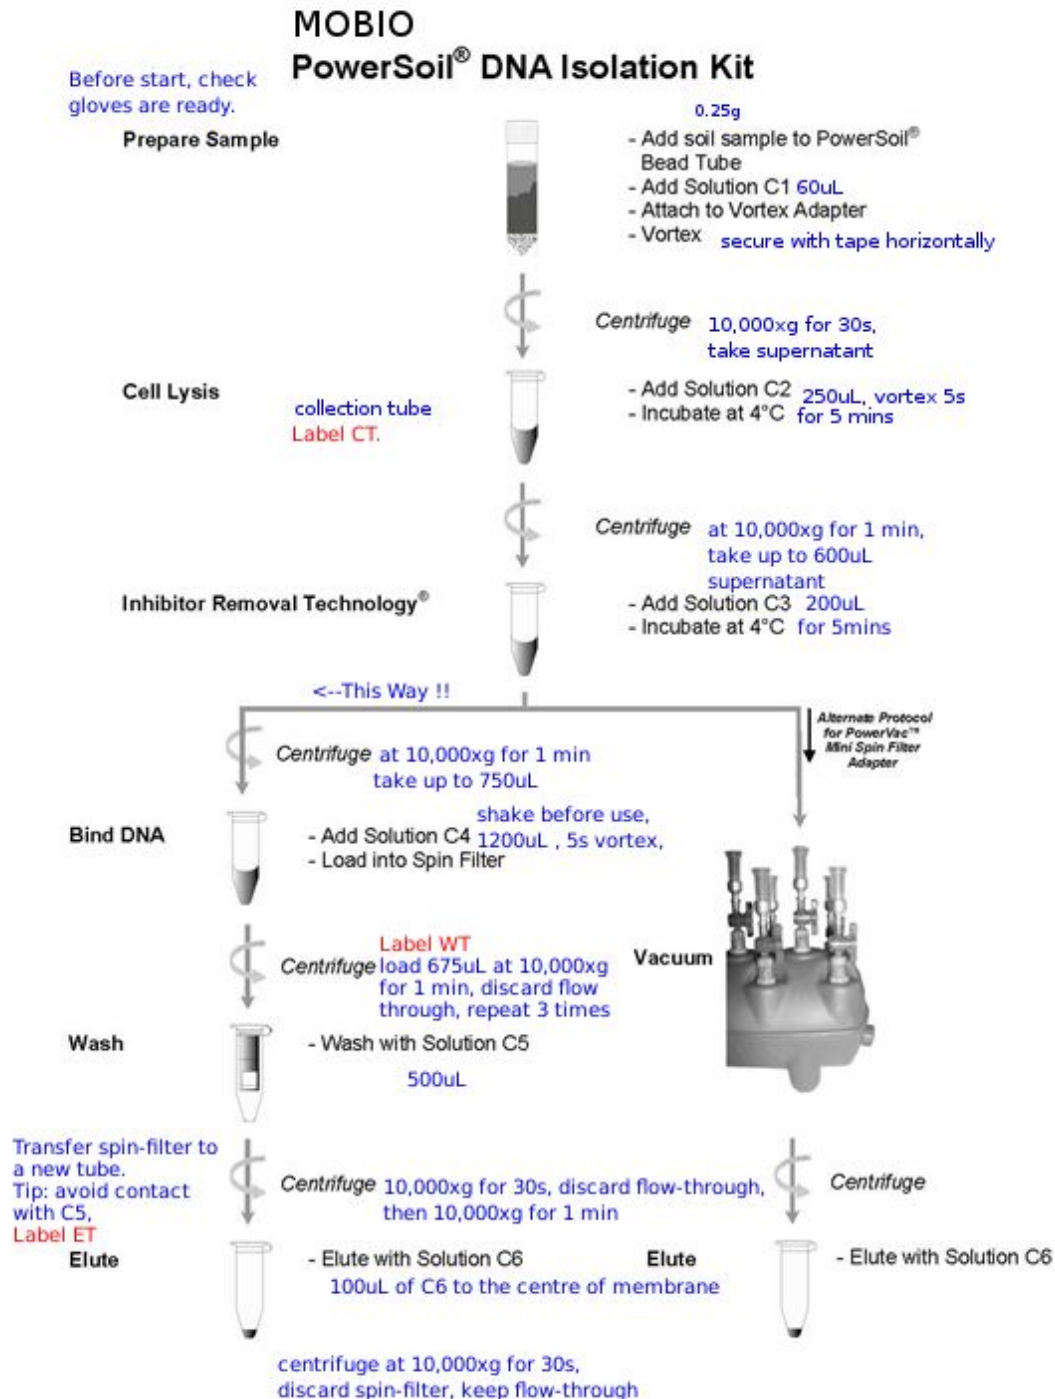 MOBIO
PowerSoil® DNA Isolation Kit
Before start, check
gloves are ready.
Prepare Sample
0.25g
- Add soil sample to PowerSoil®
Bead Tube
- Add Solution C1 60uL
- Attach to Vortex Adapter
- Vortex secure with tape horizontally
Centrifuge 10,000xg for 30s,
take supernatant
Cell Lysis
collection tube
Label CT.
- Add Solution C2 250uL, vortex 5s
- Incubate at 4°C for 5 mins
Centrifuge at 10,000xg for 1 min,
take up to 600uL
supernatant
Inhibitor Removal Technology®
- Add Solution C3 200uL
- Incubate at 4°C for 5mins
<--This Way !!
Centrifuge at 10,000xg for 1 min
take up to 750uL
Alternate Protocol
for PowerVac™
Mini Spin Filter
Adapter
Bind DNA
shake before use,
- Add Solution C4 1200uL , 5s vortex,
- Load into Spin Filter
Label WT
Centrifuge load 675uL at 10,000xg
for 1 min, discard flow
through, repeat 3 times
Vacuum
Wash
- Wash with Solution C5
500uL
Transfer spin-filter to
a new tube.
Tip: avoid contact
with C5,
Label ET
Centrifuge 10,000xg for 30s, discard flow-through,
then 10,000xg for 1 min
Centrifuge
Elute
- Elute with Solution C6
100uL of C6 to the centre of membrane
Elute
- Elute with Solution C6
centrifuge at 10,000xg for 30s,
discard spin-filter, keep flow-through